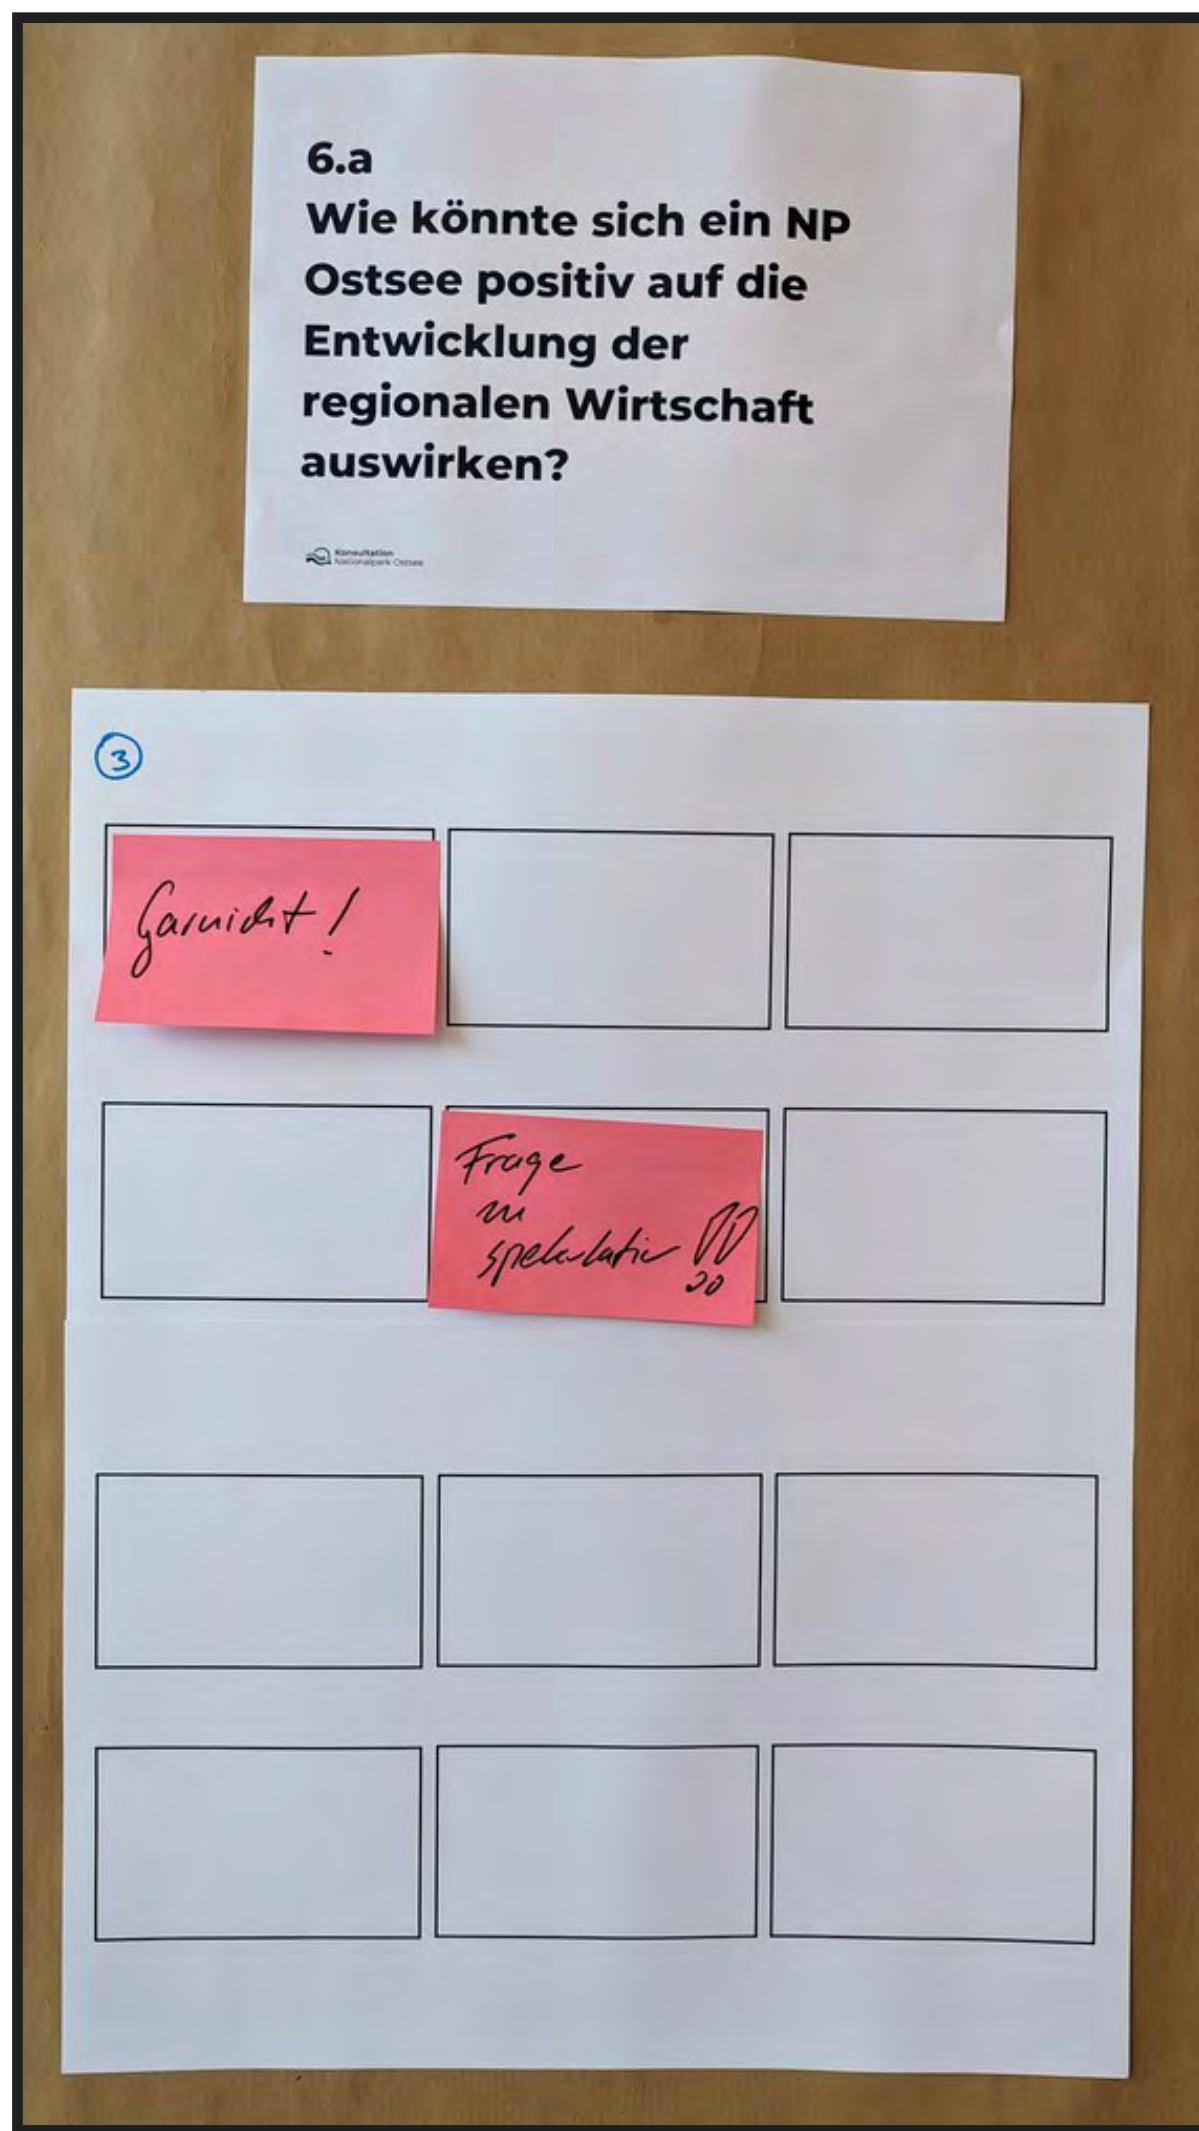 6.a
Wie könnte sich ein NP
Ostsee positiv auf die
Entwicklung der
regionalen Wirtschaft
auswirken?
Konsultation
Nationalpark Ostsee
3
Garnicht!
Frage
zu
spekulativ !!